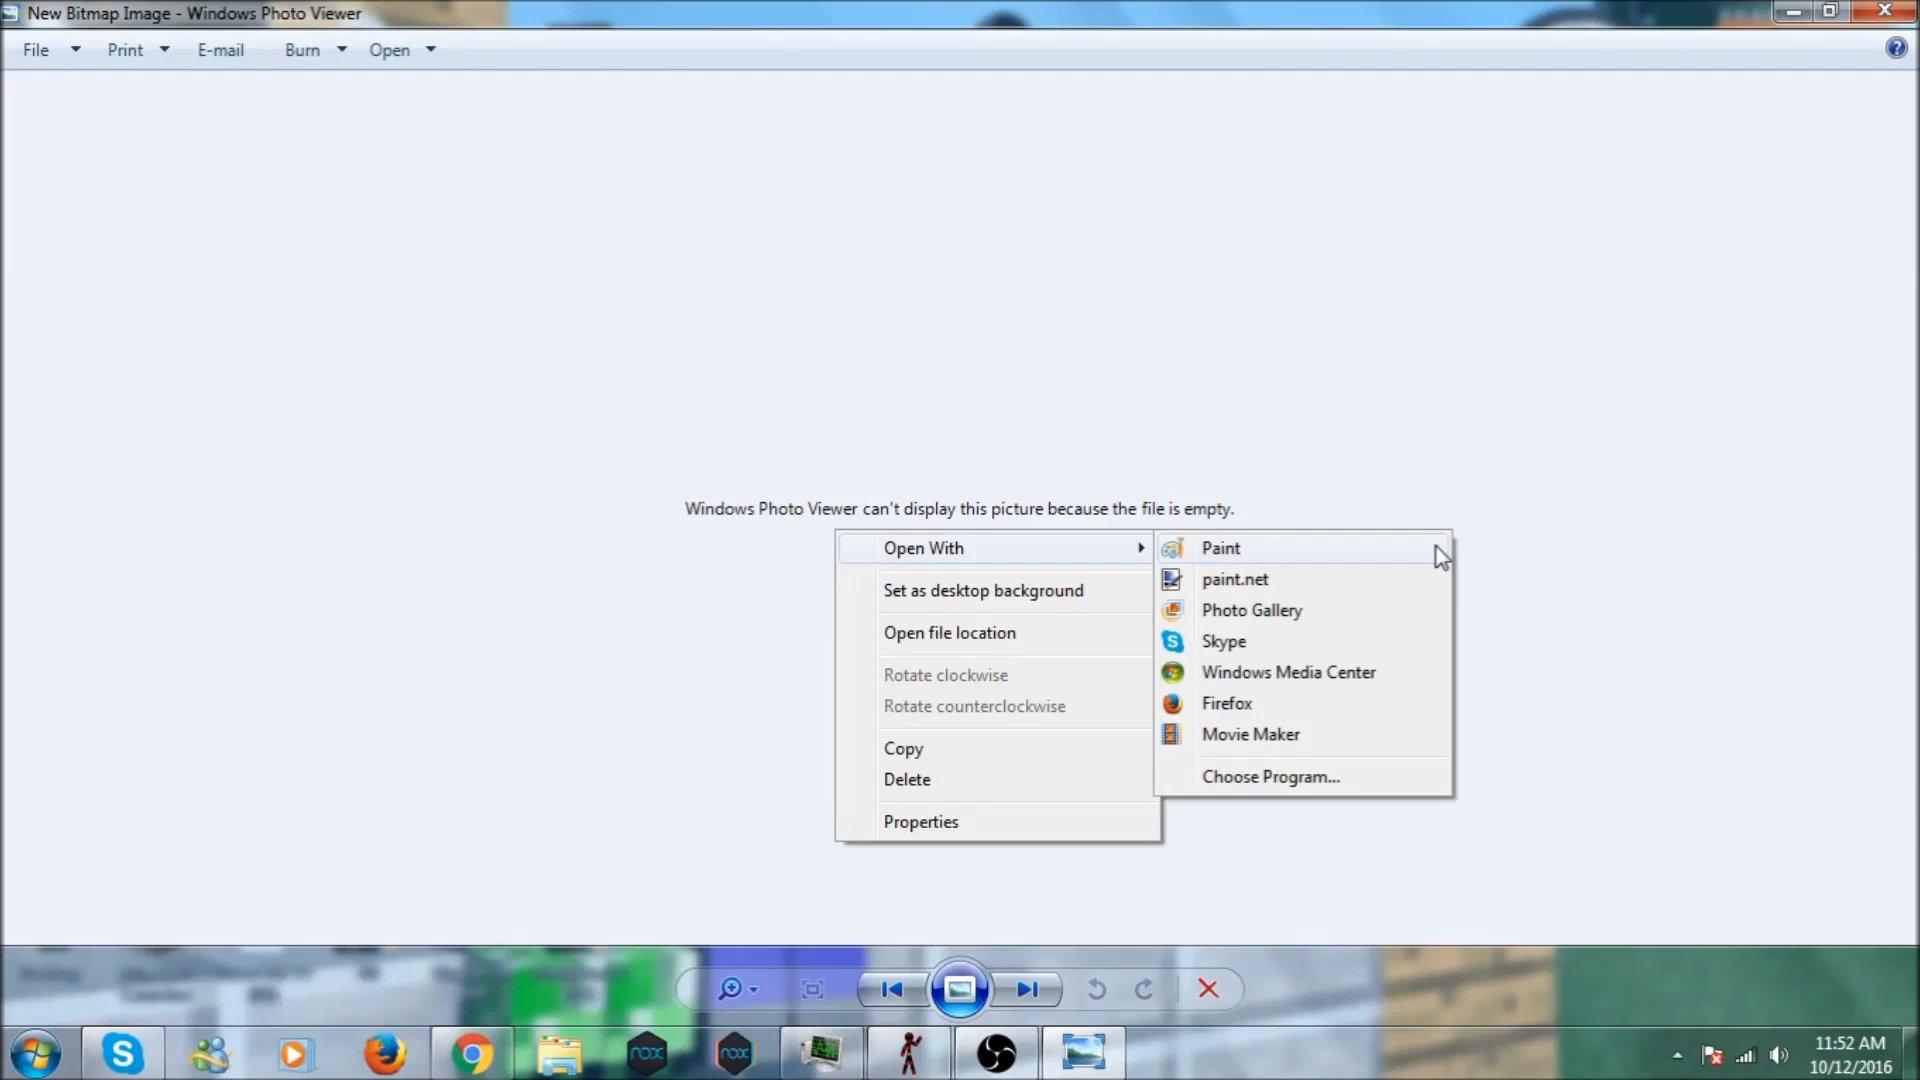 New Bitmap Image - Windows Photo Viewer
File Print E-mail Burn Open
Windows Photo Viewer can't display this picture because the file is empty.
Open With
Set as desktop background
Open file location
Rotate clockwise
Rotate counterclockwise
Copy
Delete
Properties
Paint
paint.net
Photo Gallery
Skype
Windows Media Center
Firefox
Movie Maker
Choose Program...
nox
nox
11:52 AM
10/12/2016